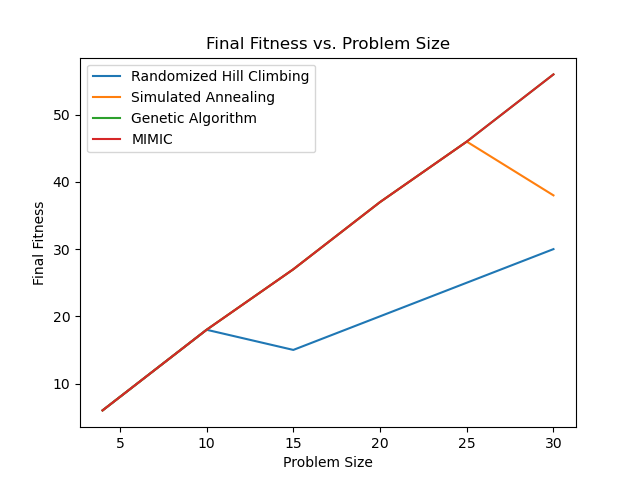 Final Fitness vs. Problem Size
Randomized Hill Climbing
Simulated Annealing
Genetic Algorithm
MIMIC
Final Fitness
50
40
30
20
10
5
10
15
20
25
30
Problem Size